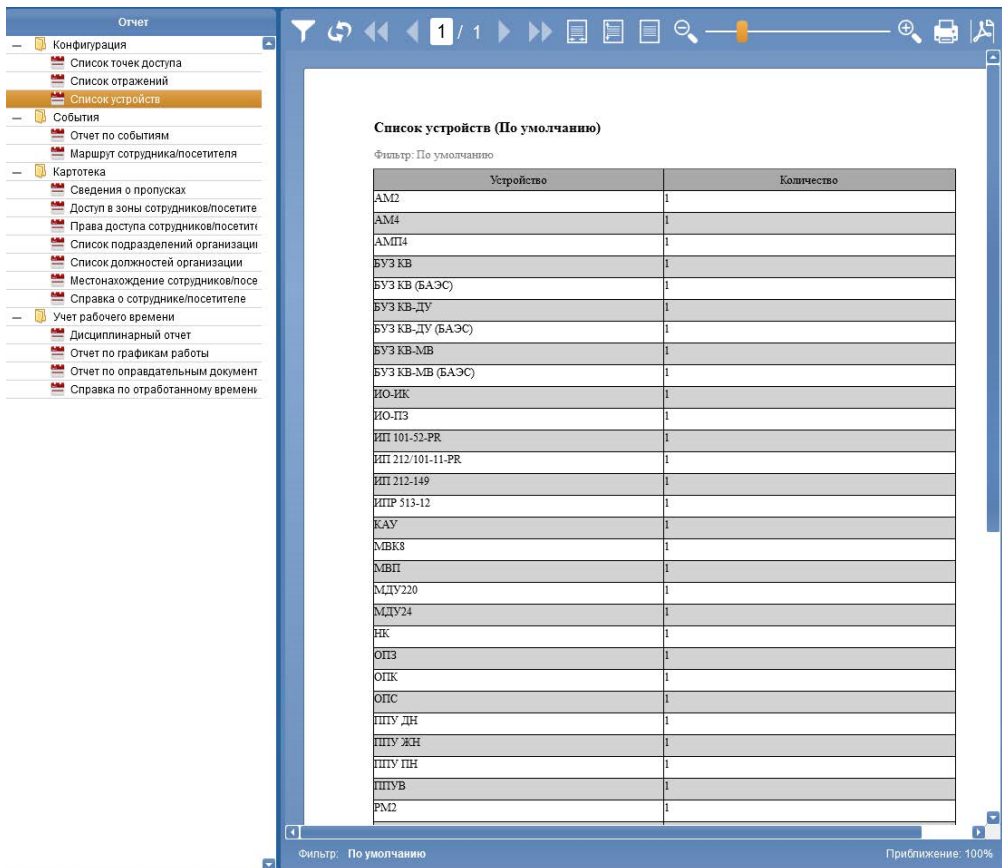 Отчет
Конфигурация
Список точек доступа
Список отражений
Список устройств
События
Отчет по событиям
Маршрут сотрудника/посетителя
Картотека
Сведения о пропусках
Доступ в зоны сотрудников/посетите
Права доступа сотрудников/посетите
Список подразделений организации
Список должностей организации
Местонахождение сотрудников/посе
Справка о сотруднике/посетителе
Учет рабочего времени
Дисциплинарный отчет
Отчет по графикам работы
Отчет по оправдательным документ
Справка по отработанному времени
1 / 1
Список устройств (По умолчанию)
Фильтр: По умолчанию
Устройство Количество
АМ2 1
АМ4 1
АМП4 1
БУЗ КВ 1
БУЗ КВ (БАЭС) 1
БУЗ КВ-ДУ 1
БУЗ КВ-ДУ (БАЭС) 1
БУЗ КВ-МВ 1
БУЗ КВ-МВ (БАЭС) 1
ИО-ИК 1
ИО-ПЗ 1
ИП 101-52-PR 1
ИП 212/101-11-PR 1
ИП 212-149 1
ИПР 513-12 1
КАУ 1
МВК8 1
МВП 1
МДУ220 1
МДУ24 1
НК 1
ОПЗ 1
ОПК 1
ОПС 1
ППУ ДН 1
ППУ ЖН 1
ППУ ПН 1
ППУВ 1
РМ2 1
Фильтр: По умолчанию
Приближение: 100%